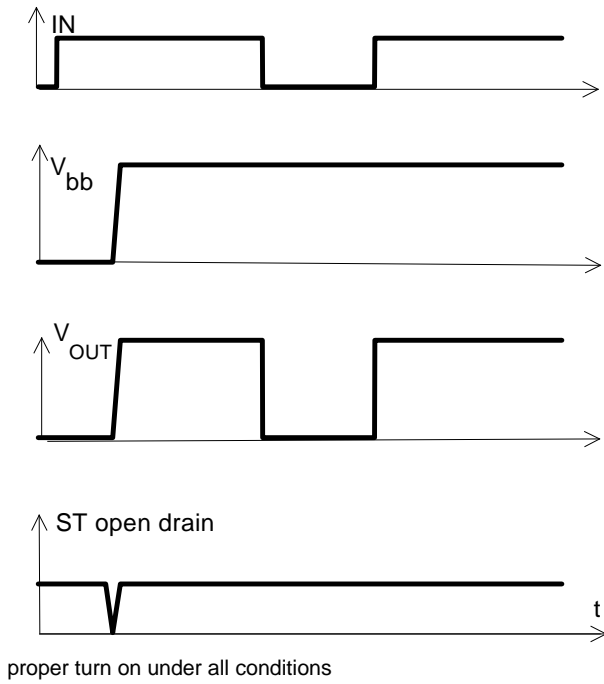 IN
Vbb
VOUT
ST open drain
t
proper turn on under all conditions